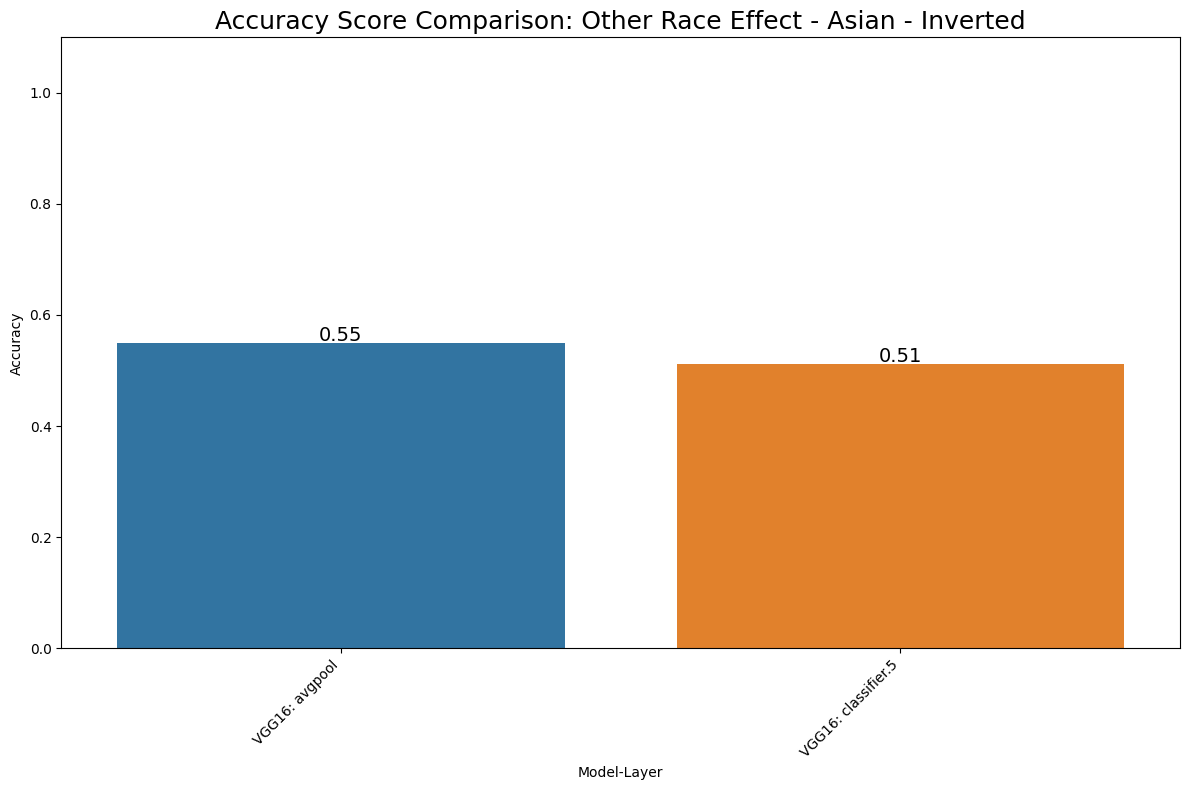 Accuracy Score Comparison: Other Race Effect - Asian - Inverted
1.0
0.8
0.6
0.4
0.2
0.0
Accuracy
0.55
0.51
VGG16: avgpool
VGG16: classifier.5
Model-Layer